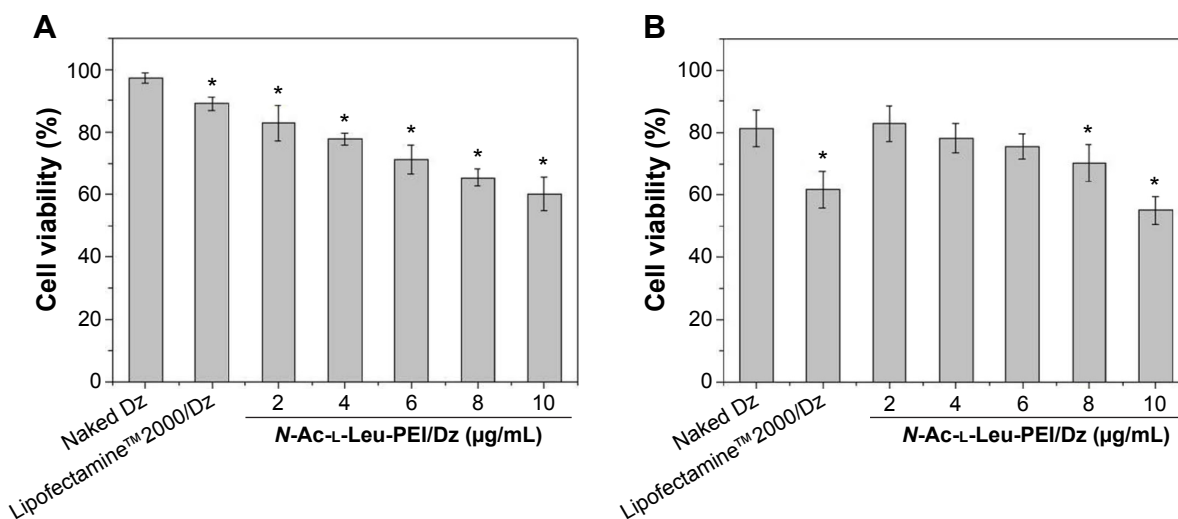 A
Cell viability (%)
100
80
60
40
20
0
* * * * * *
Naked Dz
Lipofectamine™2000/Dz
2 4 6 8 10
N-Ac-L-Leu-PEI/Dz (µg/mL)
B
Cell viability (%)
100
80
60
40
20
0
* * *
Naked Dz
Lipofectamine™2000/Dz
2 4 6 8 10
N-Ac-L-Leu-PEI/Dz (µg/mL)